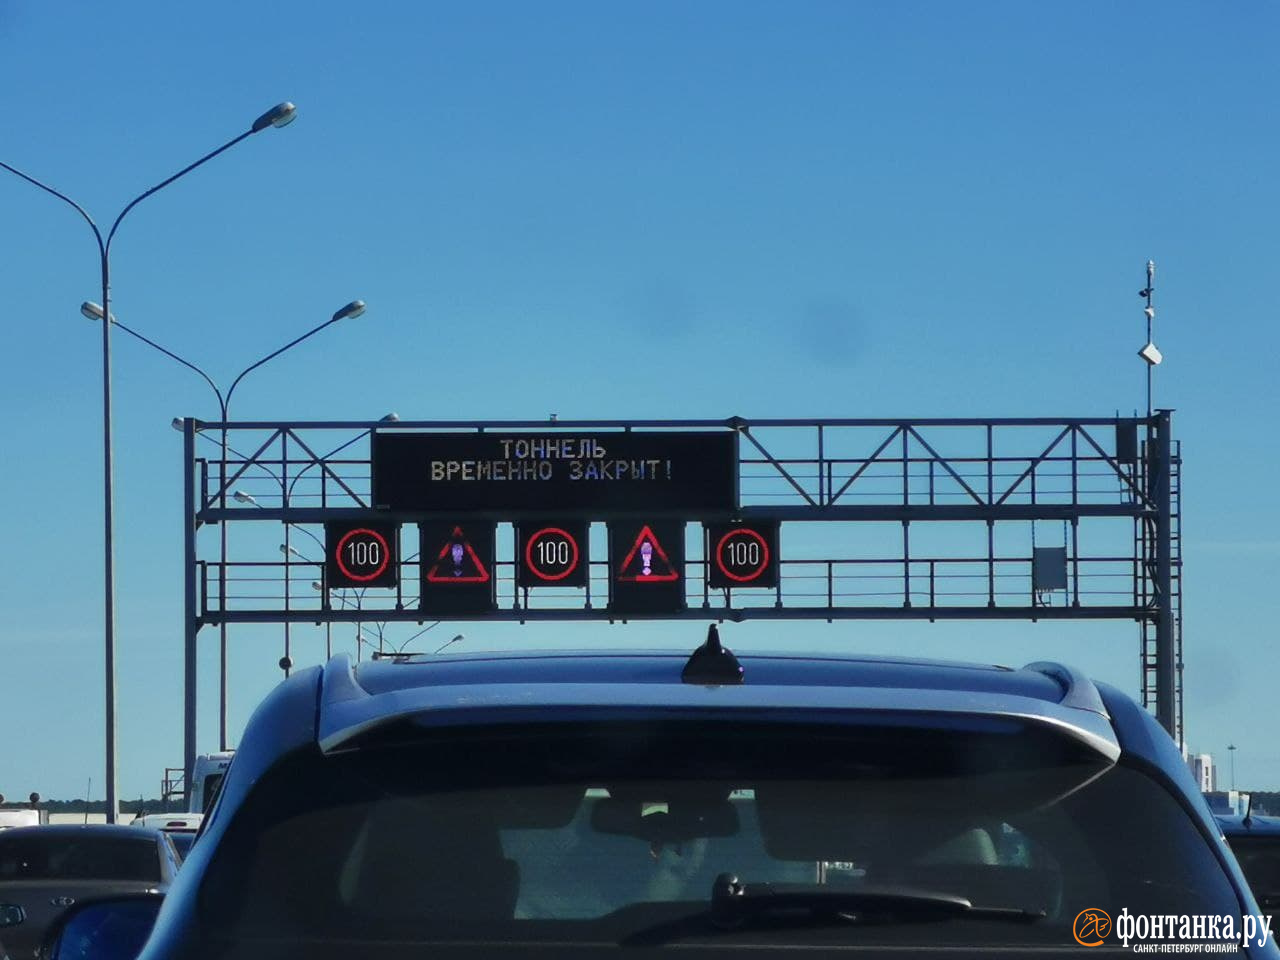 ТОННЕЛЬ
ВРЕМЕННО ЗАКРЫТ!
100 100 100
фонтанка.ру
САНКТ-ПЕТЕРБУРГ ОНЛАЙН